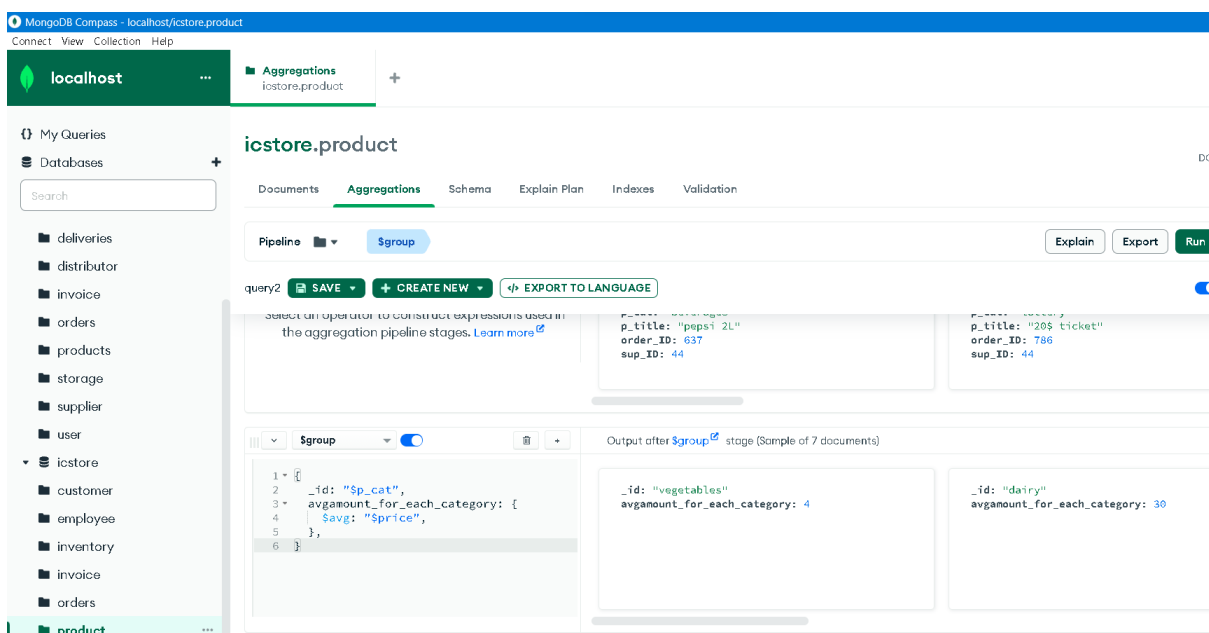 MongoDB Compass - localhost/icstore.product
Connect View Collection Help
localhost
...
Aggregations
icstore.product
+
{} My Queries
Databases +
Search
deliveries
distributor
invoice
orders
products
storage
supplier
user
icstore
customer
employee
inventory
invoice
orders
product ...
icstore.product
Documents Aggregations Schema Explain Plan Indexes Validation
Pipeline $group Explain Export Run
query2 SAVE + CREATE NEW </> EXPORT TO LANGUAGE
Select an operator to construct expressions used in
the aggregation pipeline stages. Learn more
p_title: "pepsi 2L"
order_ID: 637
sup_ID: 44
p_title: "20$ ticket"
order_ID: 786
sup_ID: 44
$group
+
Output after $group stage (Sample of 7 documents)
1 {
2 _id: "$p_cat",
3 avgamount_for_each_category: {
4 $avg: "$price",
5 },
6 }
_id: "vegetables"
avgamount_for_each_category: 4
_id: "dairy"
avgamount_for_each_category: 30